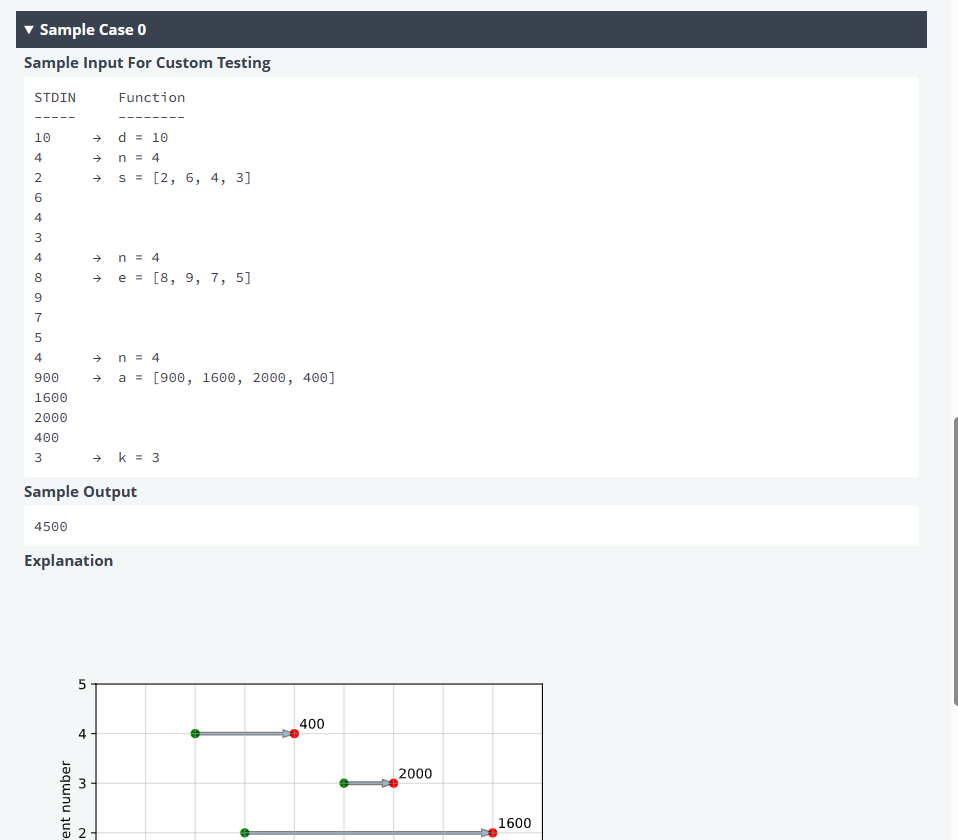 ▼ Sample Case 0
Sample Input For Custom Testing
STDIN Function
----- --------
10 → d = 10
4 → n = 4
2 → s = [2, 6, 4, 3]
6
4
3
4 → n = 4
8 → e = [8, 9, 7, 5]
9
7
5
4 → n = 4
900 → a = [900, 1600, 2000, 400]
1600
2000
400
3 → k = 3
Sample Output
4500
Explanation
5
400
4
2000
3
1600
2
ent number